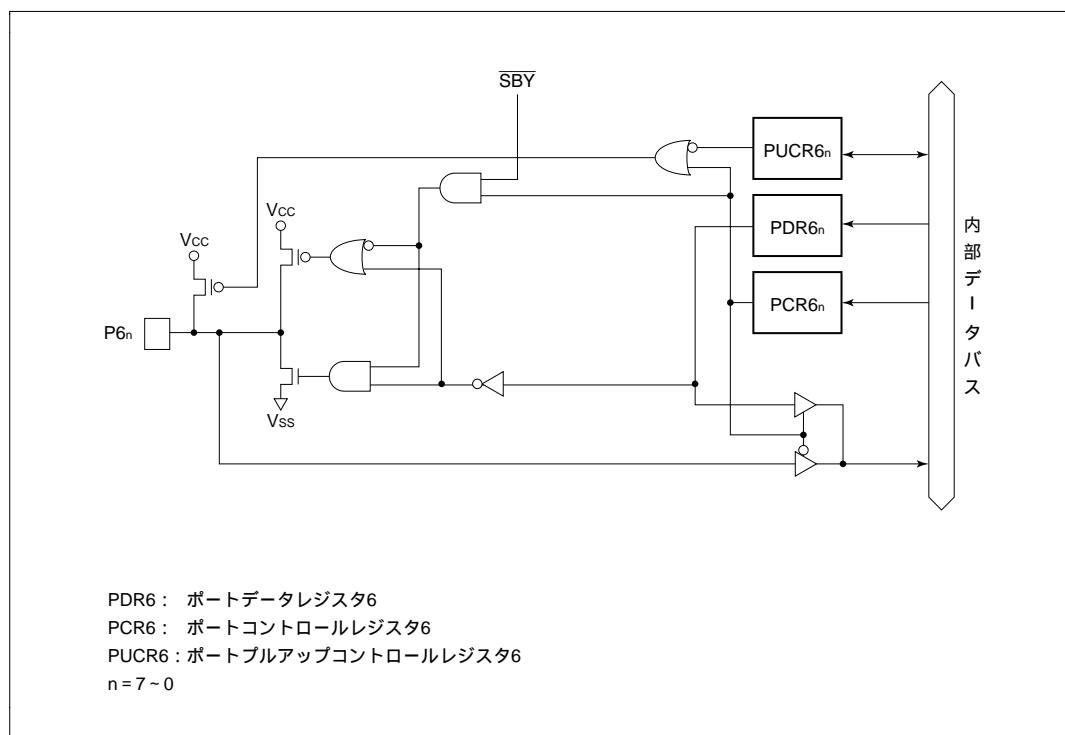 SBY
PUCR6n
VCC
PDR6n
VCC
内部データバス
PCR6n
P6n
VSS
PDR6： ポートデータレジスタ6
PCR6： ポートコントロールレジスタ6
PUCR6：ポートプルアップコントロールレジスタ6
n = 7 ~ 0